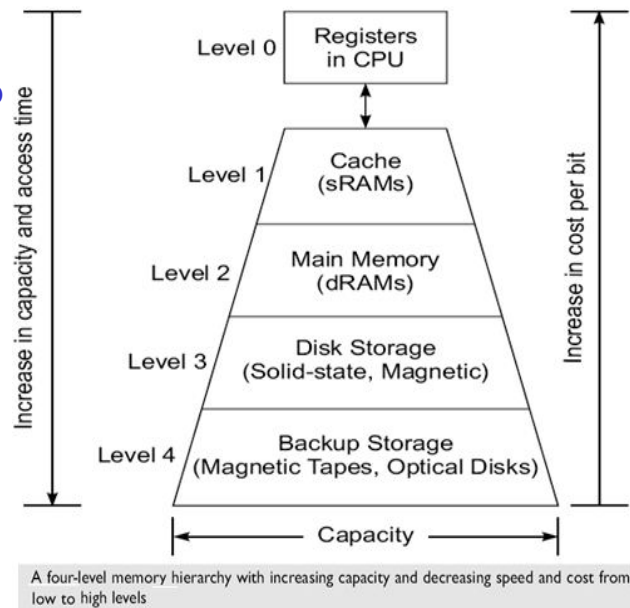 Increase in capacity and access time
Level 0
Registers
in CPU
Level 1
Cache
(sRAMs)
Level 2
Main Memory
(dRAMs)
Level 3
Disk Storage
(Solid-state, Magnetic)
Level 4
Backup Storage
(Magnetic Tapes, Optical Disks)
Increase in cost per bit
Capacity
A four-level memory hierarchy with increasing capacity and decreasing speed and cost from
low to high levels